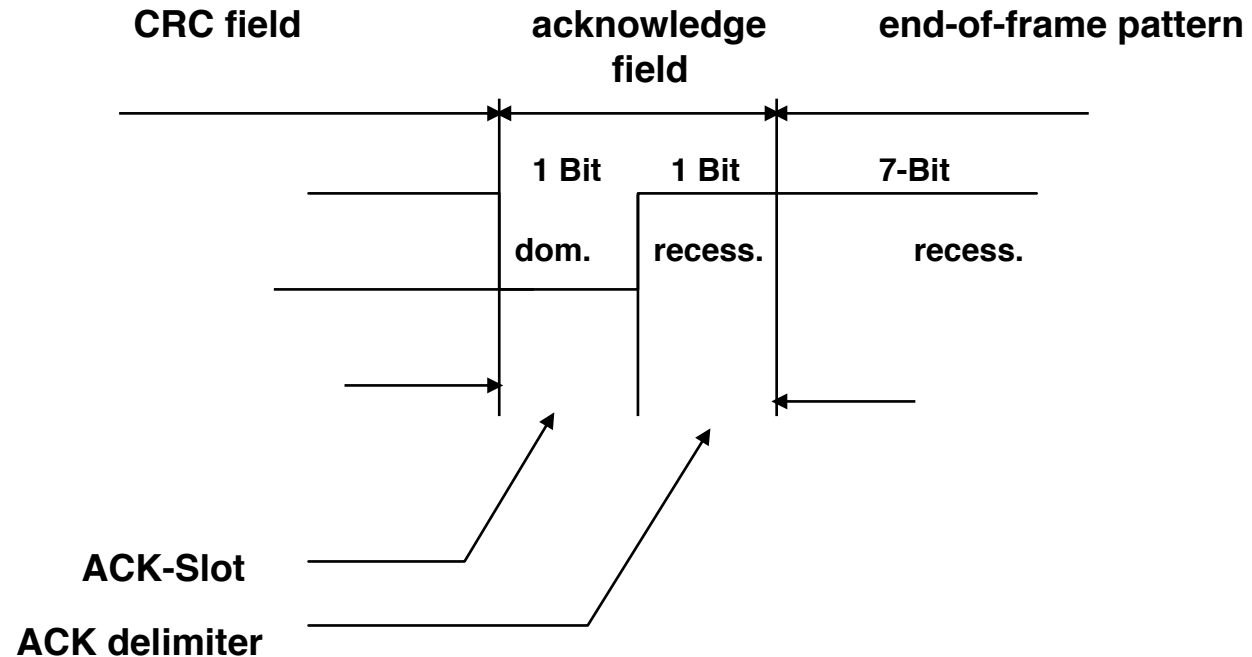 CRC field
acknowledge
field
end-of-frame pattern
1 Bit
1 Bit
7-Bit
dom.
recess.
recess.
ACK-Slot
ACK delimiter